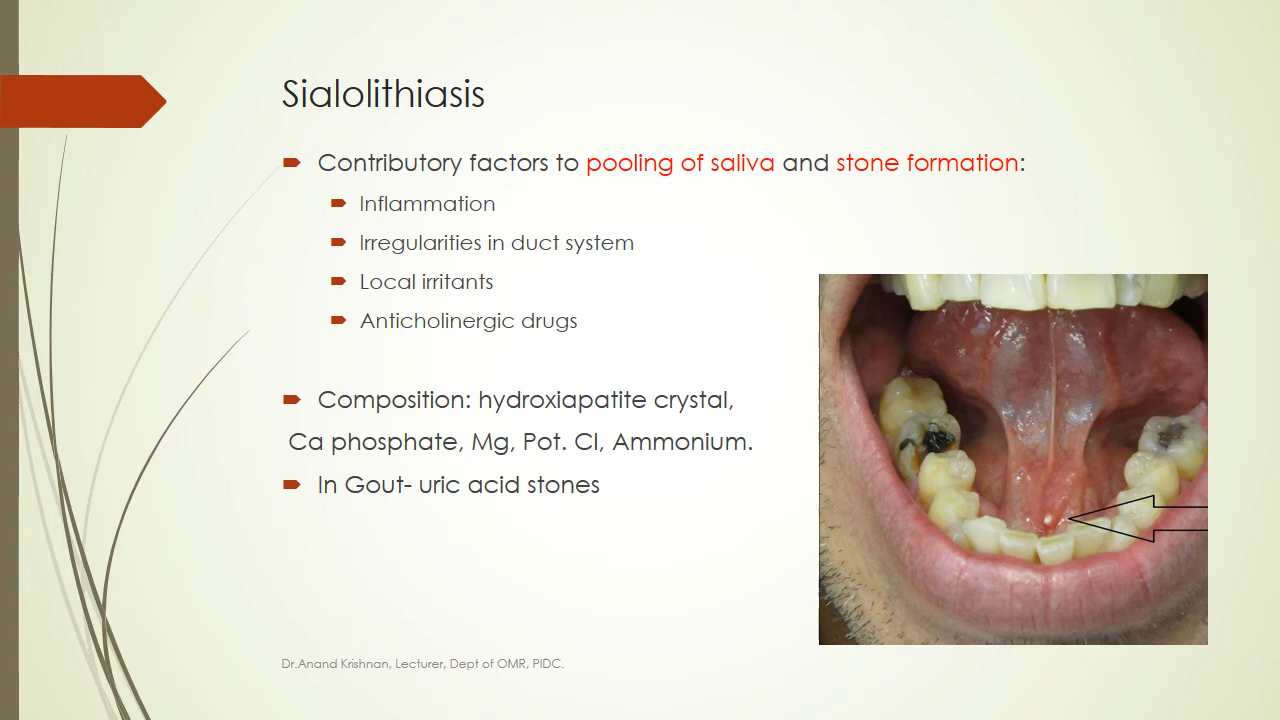 Sialolithiasis
Contributory factors to pooling of saliva and stone formation:
Inflammation
Irregularities in duct system
Local irritants
Anticholinergic drugs
Composition: hydroxiapatite crystal,
Ca phosphate, Mg, Pot. Cl, Ammonium.
In Gout- uric acid stones
Dr.Anand Krishnan, Lecturer, Dept of OMR, PIDC.